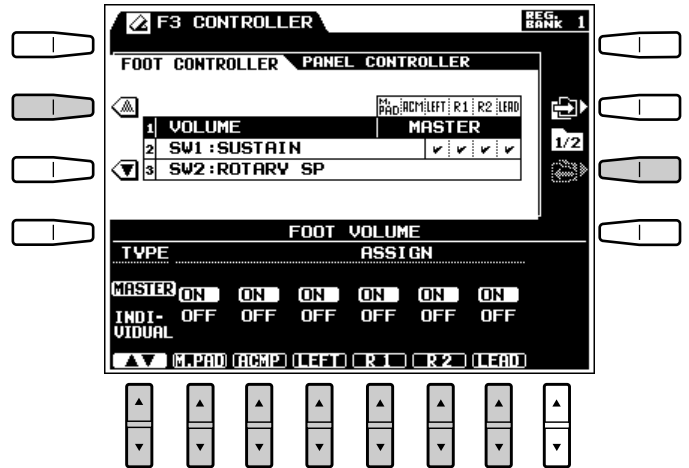 F3 CONTROLLER
REG. BANK 1
FOOT CONTROLLER PANEL CONTROLLER
M. PAD ACM LEFT R1 R2 LEAD
1 VOLUME MASTER
2 SW1:SUSTAIN ✔ ✔ ✔ ✔
3 SW2:ROTARY SP
1/2
FOOT VOLUME
TYPE ASSIGN
MASTER ON ON ON ON ON ON
INDI-VIDUAL OFF OFF OFF OFF OFF OFF
▲▼ M.PAD ACMP LEFT R1 R2 LEAD